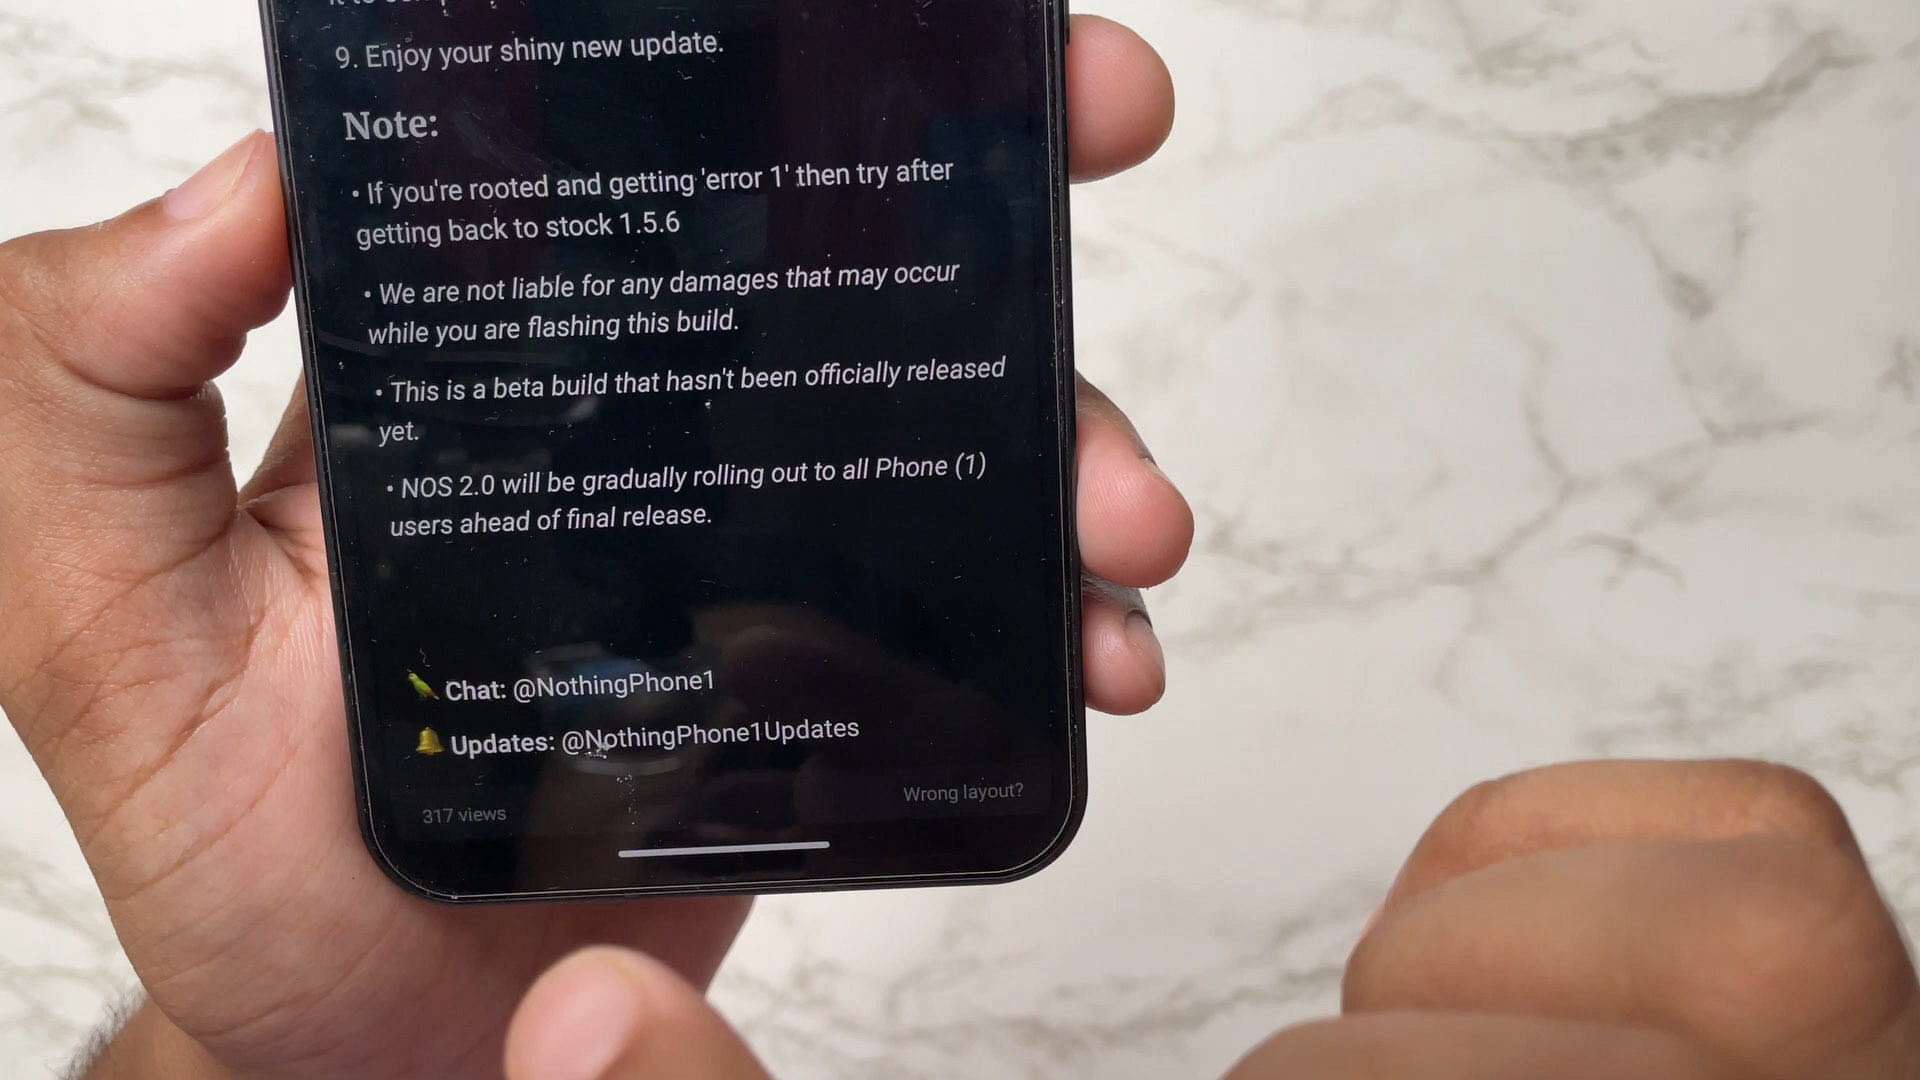 9. Enjoy your shiny new update.
Note:
• If you're rooted and getting 'error 1' then try after
getting back to stock 1.5.6
• We are not liable for any damages that may occur
while you are flashing this build.
• This is a beta build that hasn't been officially released
yet.
• NOS 2.0 will be gradually rolling out to all Phone (1)
users ahead of final release.
Chat: @NothingPhone1
Updates: @NothingPhone1Updates
317 views
Wrong layout?